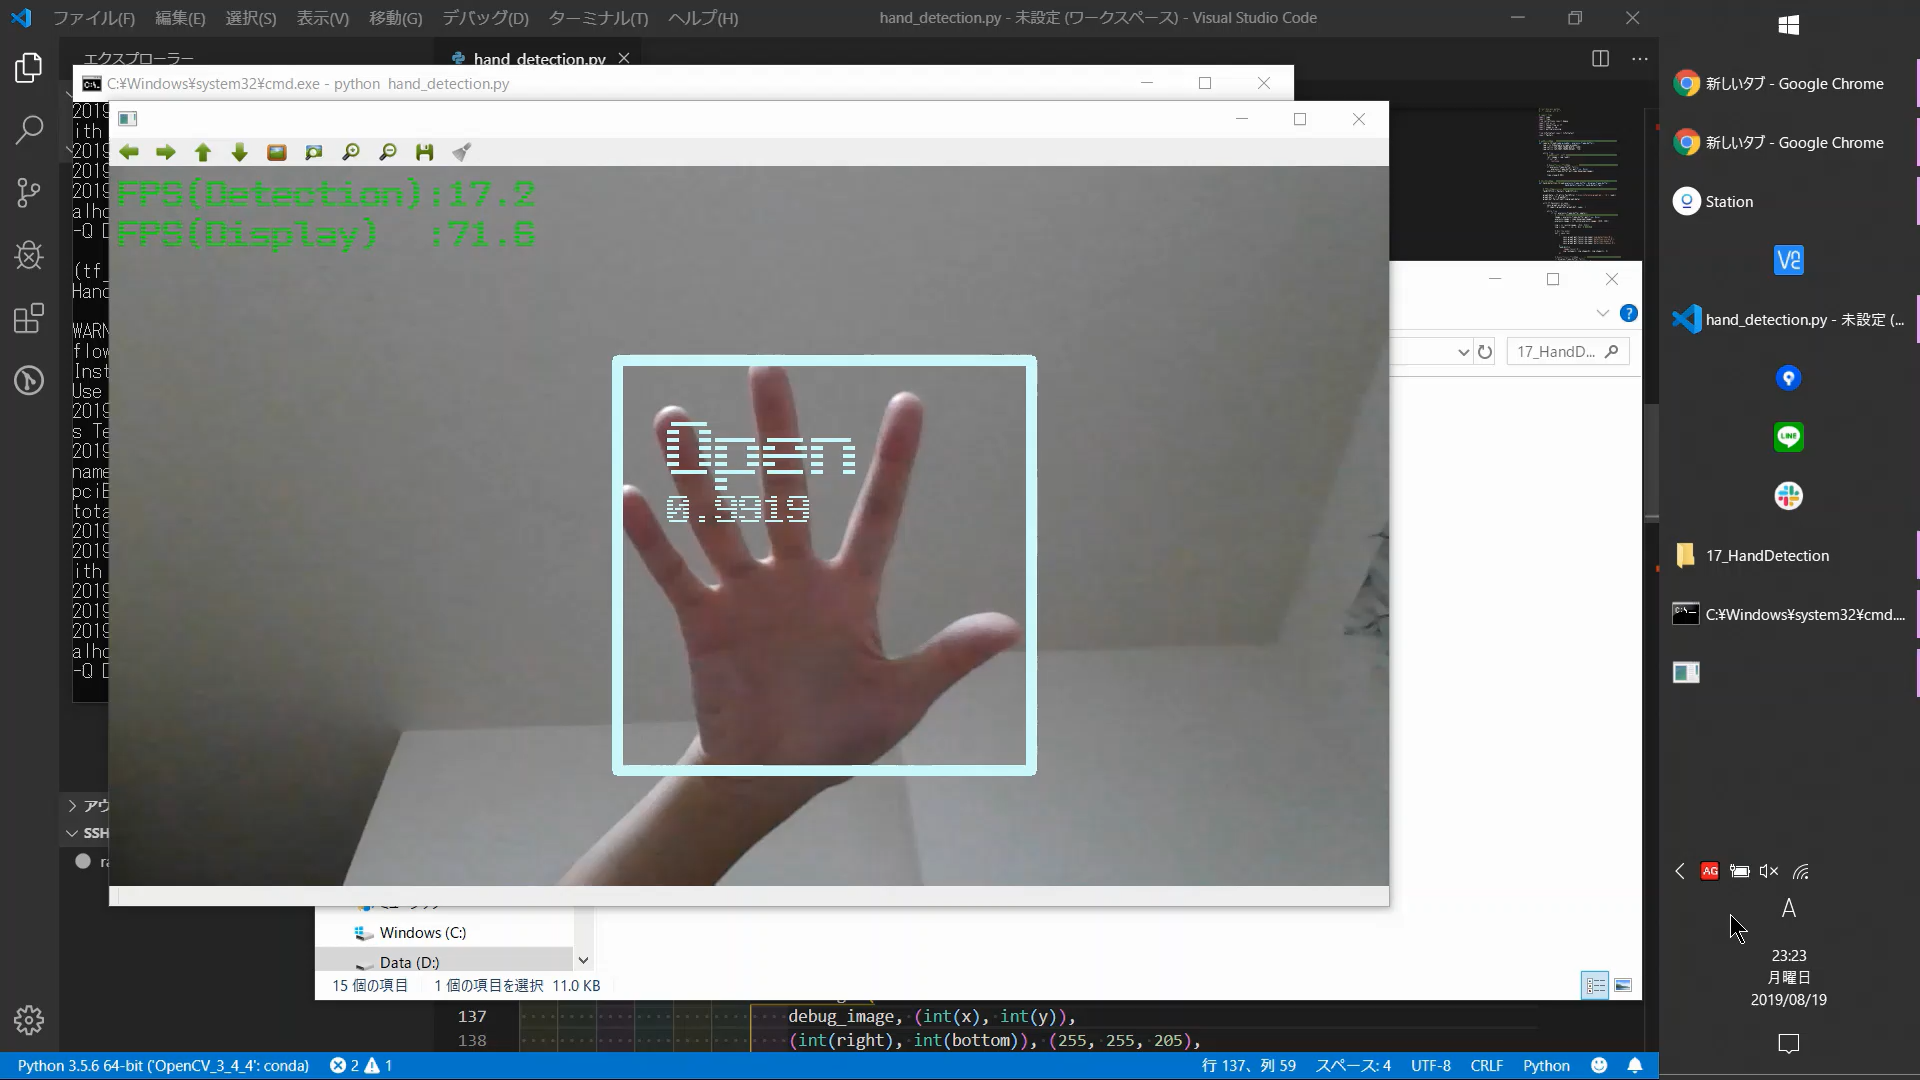 ファイル(F) 編集(E) 選択(S) 表示(V) 移動(G) デバッグ(D) ターミナル(T) ヘルプ(H) hand_detection.py - 未設定 (ワークスペース) - Visual Studio Code
エクスプローラー hand_detection.py
C:¥Windows¥system32¥cmd.exe - python hand_detection.py
FPS(Detection):17.2
FPS(Display) :71.6
Open
0.9919
2019
ith
2019
2019
2019
alho
-Q D
(tf_
Hand
WARN
flow
Inst
Use
2019
s Te
2019
name
pciB
tota
2019
2019
ith
2019
2019
2019
alho
-Q D
アウ
SSH
17_HandD...
Windows (C:)
Data (D:)
15 個の項目 1 個の項目を選択 11.0 KB
137 debug_image, (int(x), int(y)),
138 (int(right), int(bottom)), (255, 255, 205),
Python 3.5.6 64-bit ('OpenCV_3_4_4': conda) 2 1 行 137、列 59 スペース: 4 UTF-8 CRLF Python
新しいタブ - Google Chrome
新しいタブ - Google Chrome
Station
hand_detection.py - 未設定 (...
LINE
17_HandDetection
C:¥Windows¥system32¥cmd....
AG
A
23:23
月曜日
2019/08/19